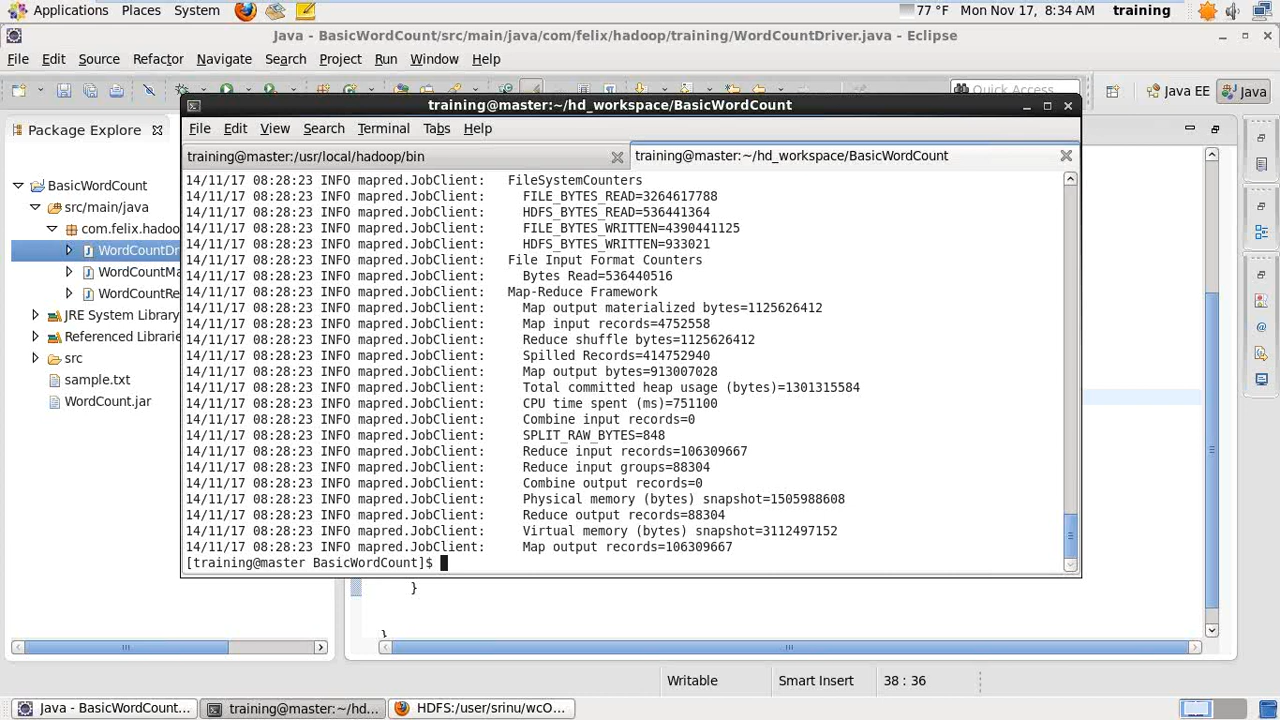 Applications Places System 77 °F Mon Nov 17, 8:34 AM training
Java - BasicWordCount/src/main/java/com/felix/hadoop/training/WordCountDriver.java - Eclipse
File Edit Source Refactor Navigate Search Project Run Window Help
Quick Access Java EE Java
training@master:~/hd_workspace/BasicWordCount
File Edit View Search Terminal Tabs Help
training@master:/usr/local/hadoop/bin training@master:~/hd_workspace/BasicWordCount
Package Explore
BasicWordCount
src/main/java
com.felix.hadoo
WordCountDr
WordCountMa
WordCountRe
JRE System Library
Referenced Librarie
src
sample.txt
WordCount.jar
14/11/17 08:28:23 INFO mapred.JobClient: FileSystemCounters
14/11/17 08:28:23 INFO mapred.JobClient: FILE_BYTES_READ=3264617788
14/11/17 08:28:23 INFO mapred.JobClient: HDFS_BYTES_READ=536441364
14/11/17 08:28:23 INFO mapred.JobClient: FILE_BYTES_WRITTEN=4390441125
14/11/17 08:28:23 INFO mapred.JobClient: HDFS_BYTES_WRITTEN=933021
14/11/17 08:28:23 INFO mapred.JobClient: File Input Format Counters
14/11/17 08:28:23 INFO mapred.JobClient: Bytes Read=536440516
14/11/17 08:28:23 INFO mapred.JobClient: Map-Reduce Framework
14/11/17 08:28:23 INFO mapred.JobClient: Map output materialized bytes=1125626412
14/11/17 08:28:23 INFO mapred.JobClient: Map input records=4752558
14/11/17 08:28:23 INFO mapred.JobClient: Reduce shuffle bytes=1125626412
14/11/17 08:28:23 INFO mapred.JobClient: Spilled Records=414752940
14/11/17 08:28:23 INFO mapred.JobClient: Map output bytes=913007028
14/11/17 08:28:23 INFO mapred.JobClient: Total committed heap usage (bytes)=1301315584
14/11/17 08:28:23 INFO mapred.JobClient: CPU time spent (ms)=751100
14/11/17 08:28:23 INFO mapred.JobClient: Combine input records=0
14/11/17 08:28:23 INFO mapred.JobClient: SPLIT_RAW_BYTES=848
14/11/17 08:28:23 INFO mapred.JobClient: Reduce input records=106309667
14/11/17 08:28:23 INFO mapred.JobClient: Reduce input groups=88304
14/11/17 08:28:23 INFO mapred.JobClient: Combine output records=0
14/11/17 08:28:23 INFO mapred.JobClient: Physical memory (bytes) snapshot=1505988608
14/11/17 08:28:23 INFO mapred.JobClient: Reduce output records=88304
14/11/17 08:28:23 INFO mapred.JobClient: Virtual memory (bytes) snapshot=3112497152
14/11/17 08:28:23 INFO mapred.JobClient: Map output records=106309667
[training@master BasicWordCount]$
}
}
Writable Smart Insert 38 : 36
Java - BasicWordCount... training@master:~/hd... HDFS:/user/srinu/wcO...